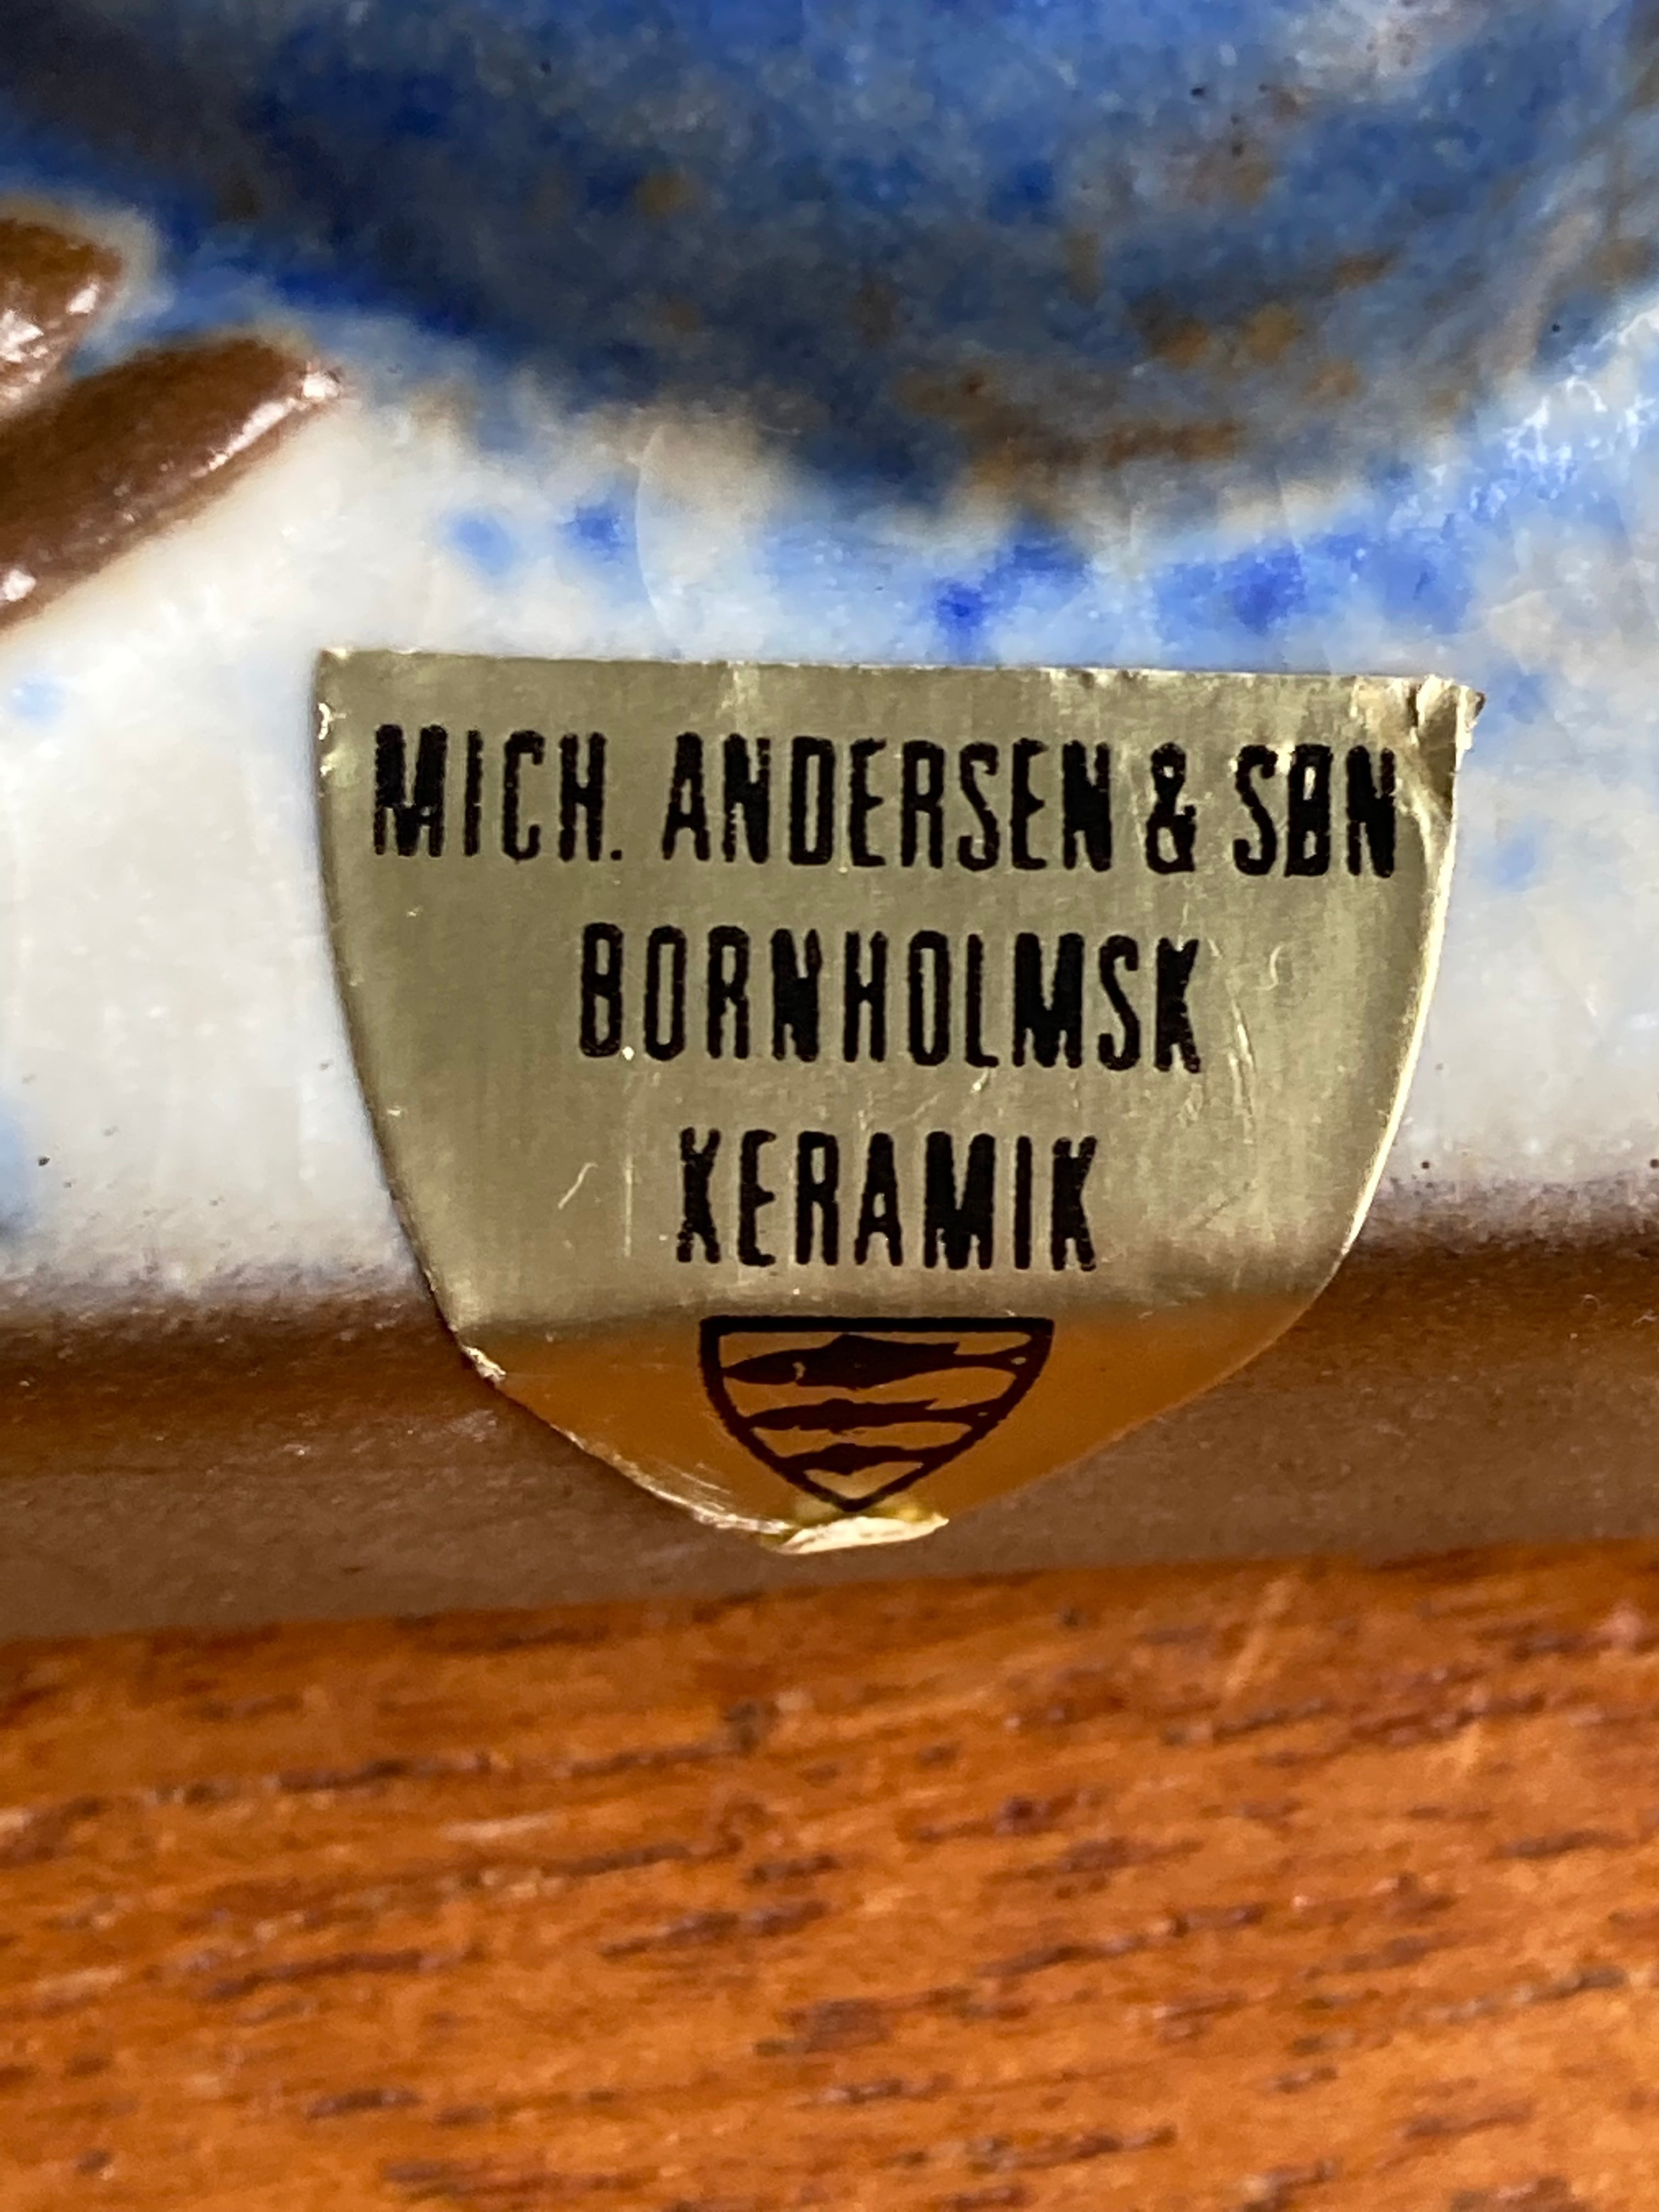 MICH. ANDERSEN & SØN
BORNHOLMSK
KERAMIK